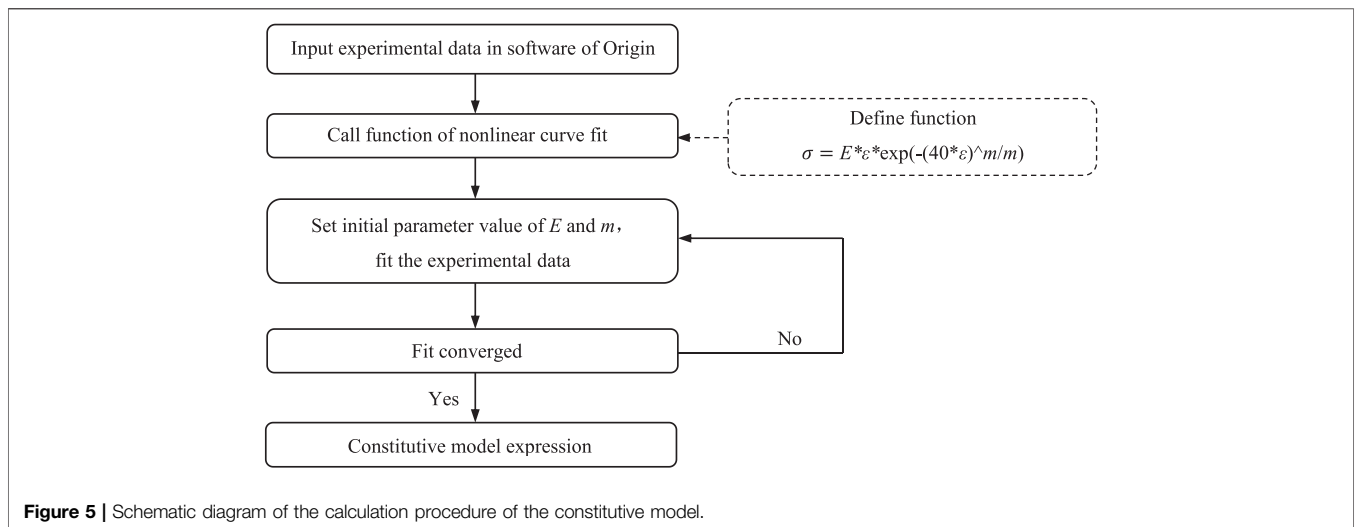 Input experimental data in software of Origin
Call function of nonlinear curve fit
Define function
σ = E*ε*exp(-(40*ε)^m/m)
Set initial parameter value of E and m，
fit the experimental data
No
Fit converged
Yes
Constitutive model expression
Figure 5 | Schematic diagram of the calculation procedure of the constitutive model.